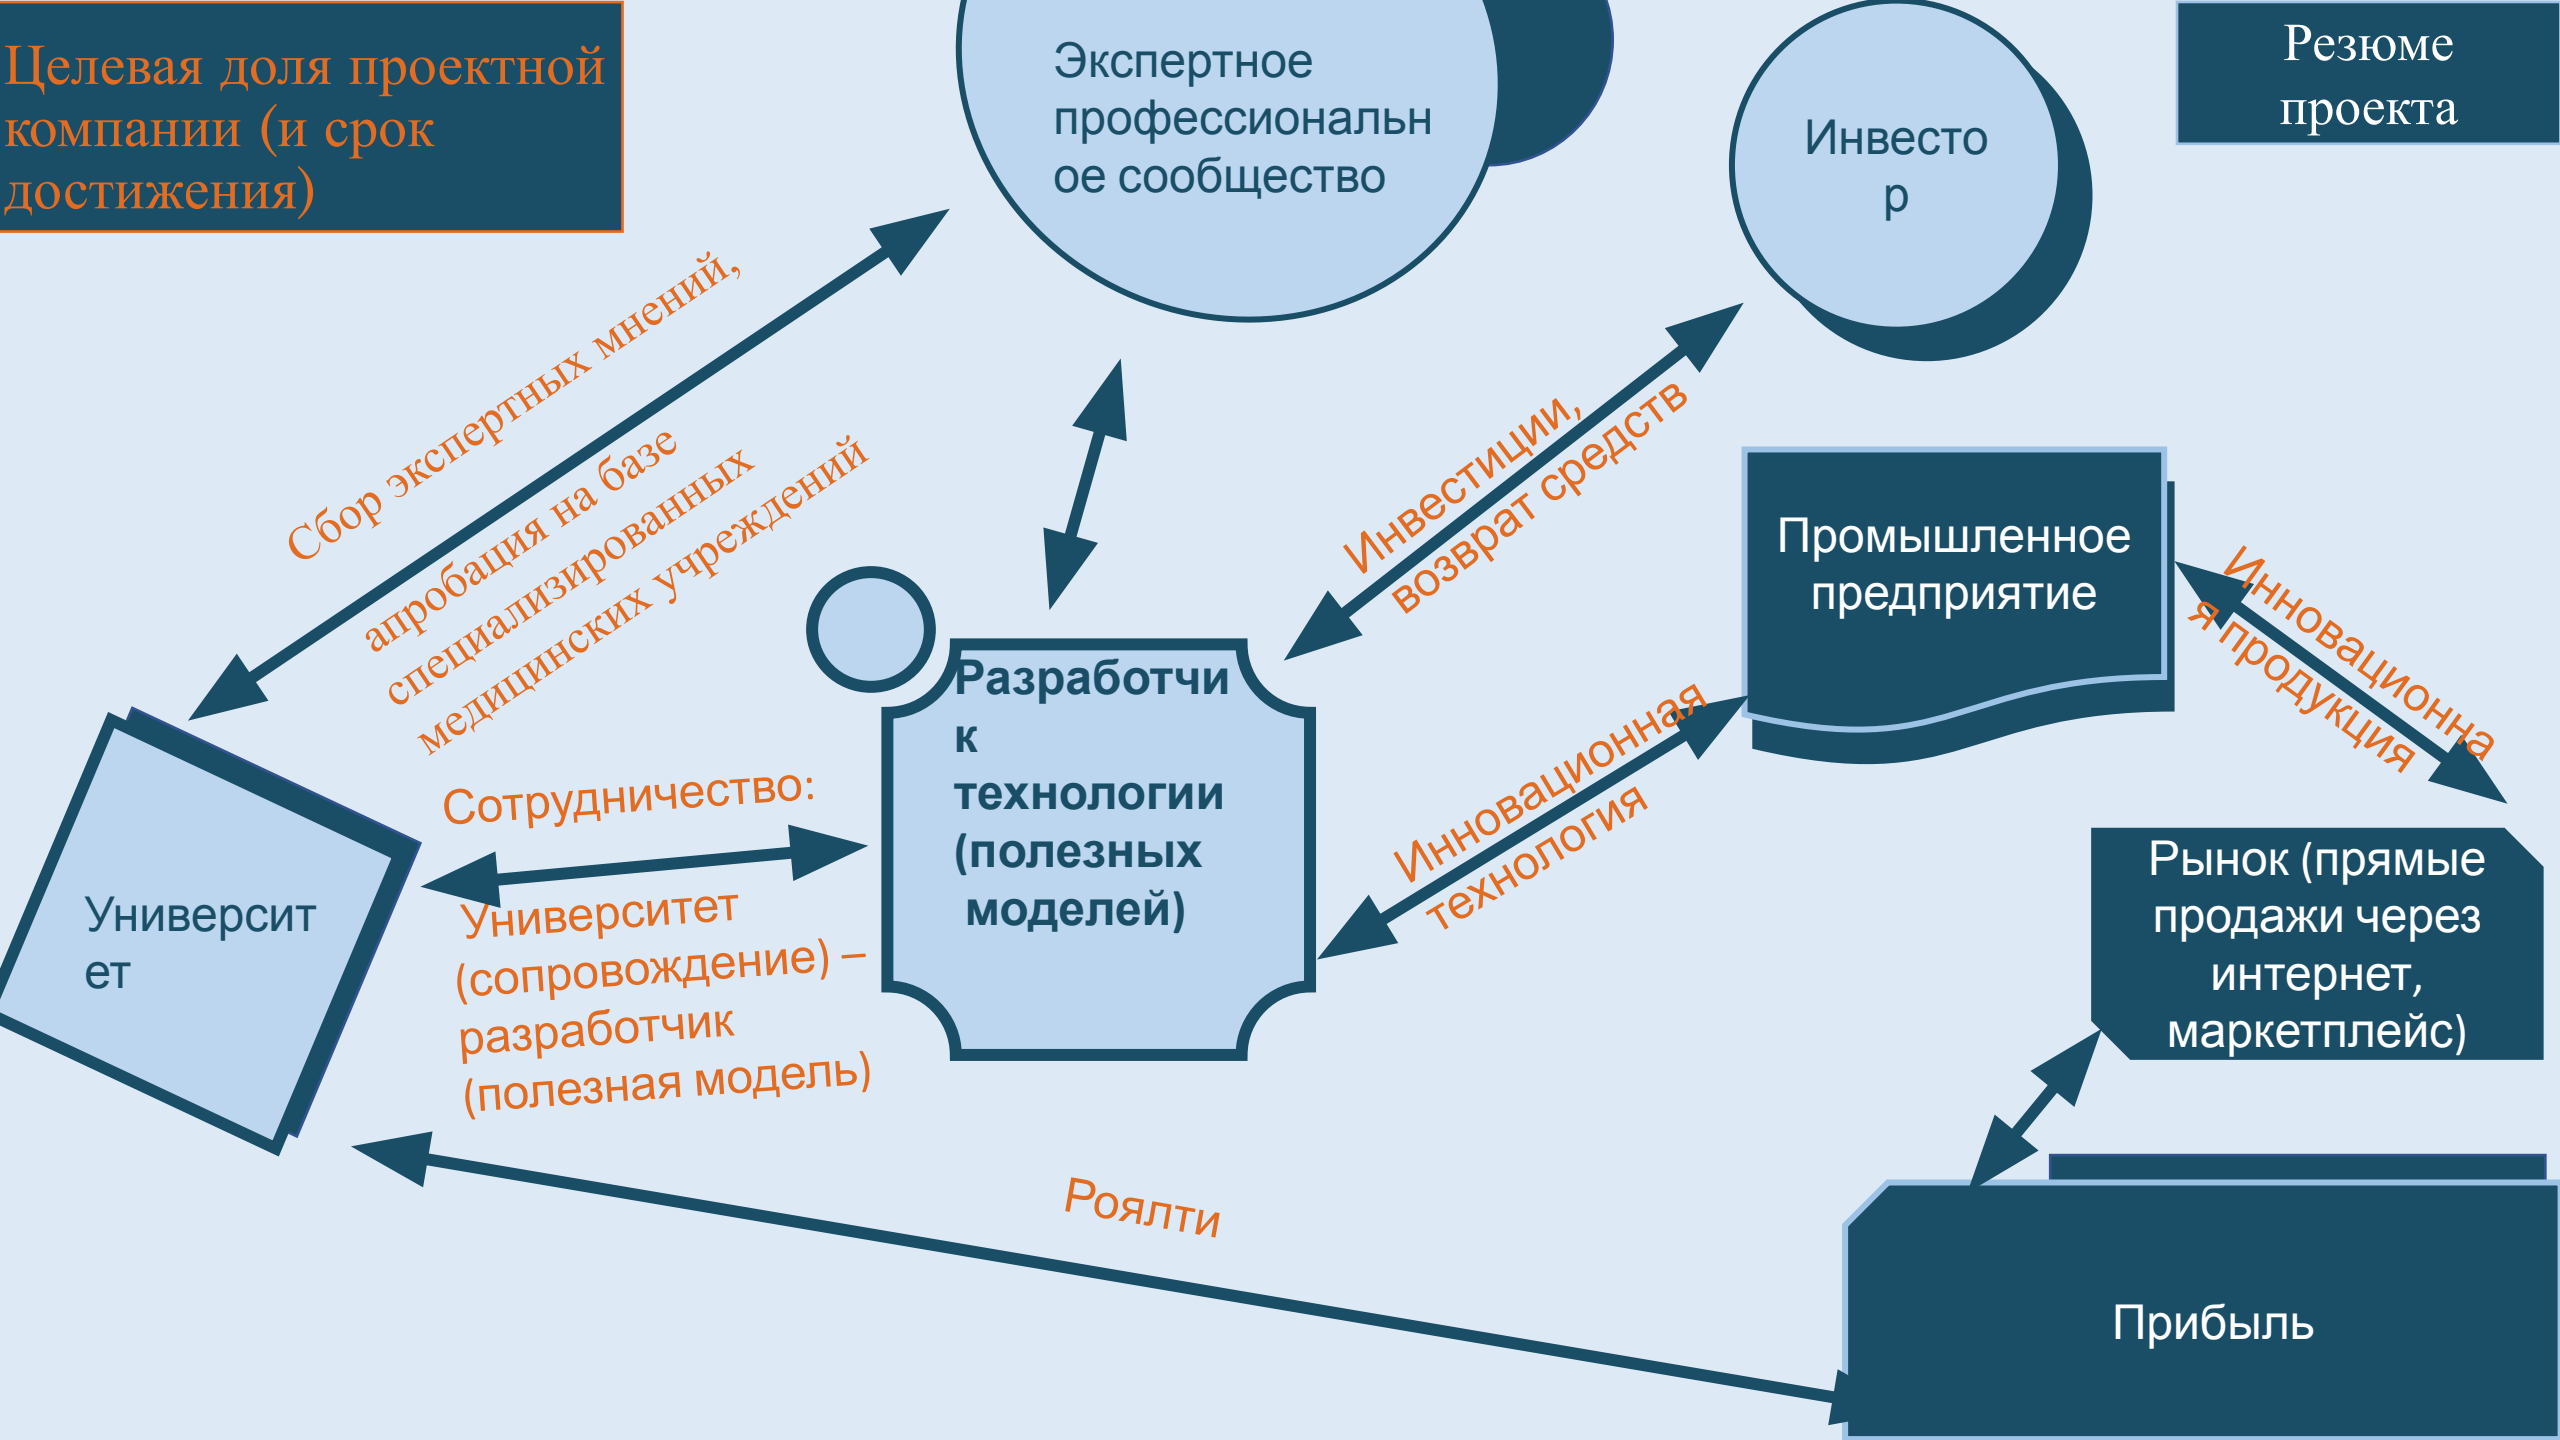 Целевая доля проектной
компании (и срок
достижения)
Экспертное
профессиональн
ое сообщество
Инвесто
р
Резюме
проекта
Сбор экспертных мнений,
апробация на базе
специализированных
медицинских учреждений
Инвестиции,
возврат средств
Промышленное
предприятие
Инновационна
я продукция
Разработчи
к
технологии
(полезных
моделей)
Инновационная
технология
Сотрудничество:
Университет
(сопровождение) –
разработчик
(полезная модель)
Университ
ет
Рынок (прямые
продажи через
интернет,
маркетплейс)
Роялти
Прибыль